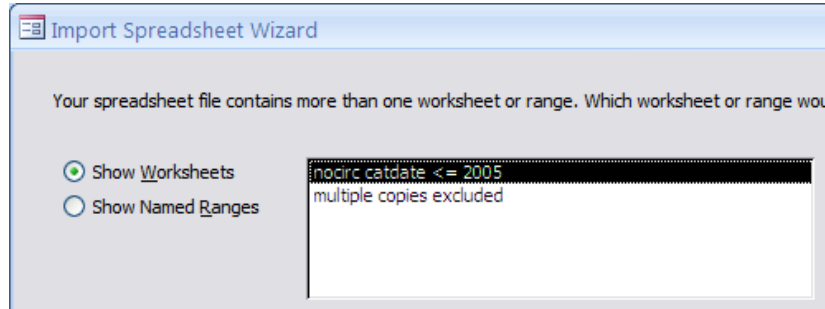 Import Spreadsheet Wizard
Your spreadsheet file contains more than one worksheet or range. Which worksheet or range
Show Worksheets
nocirc catdate <= 2005
Show Named Ranges
multiple copies excluded